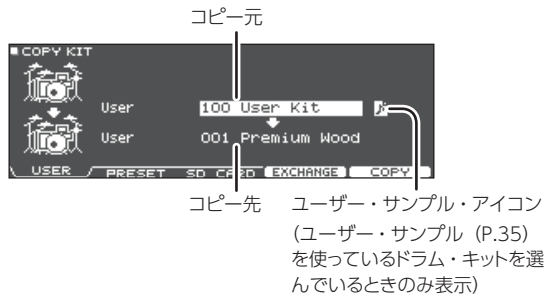 コピー元
COPY KIT
User 100 User Kit
User 001 Premium Wood
USER PRESET SD CARD EXCHANGE COPY
コピー先
ユーザー・サンプル・アイコン
(ユーザー・サンプル (P.35)
を使っているドラム・キットを選
んでいるときのみ表示)